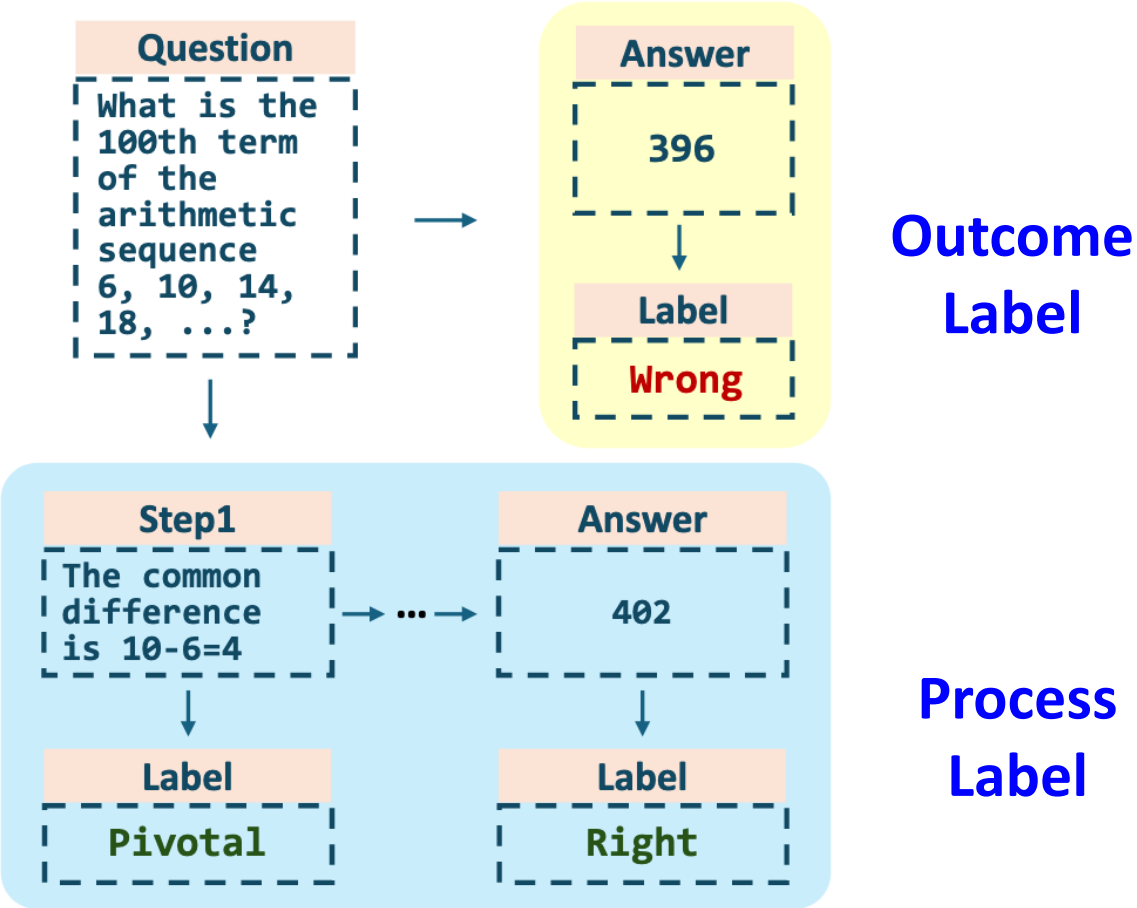 Question
What is the
100th term
of the
arithmetic
sequence
6, 10, 14,
18, ...?
Answer
396
Label
Wrong
Outcome
Label
Step1
The common
difference
is 10-6=4
...
Answer
402
Label
Pivotal
Label
Right
Process
Label